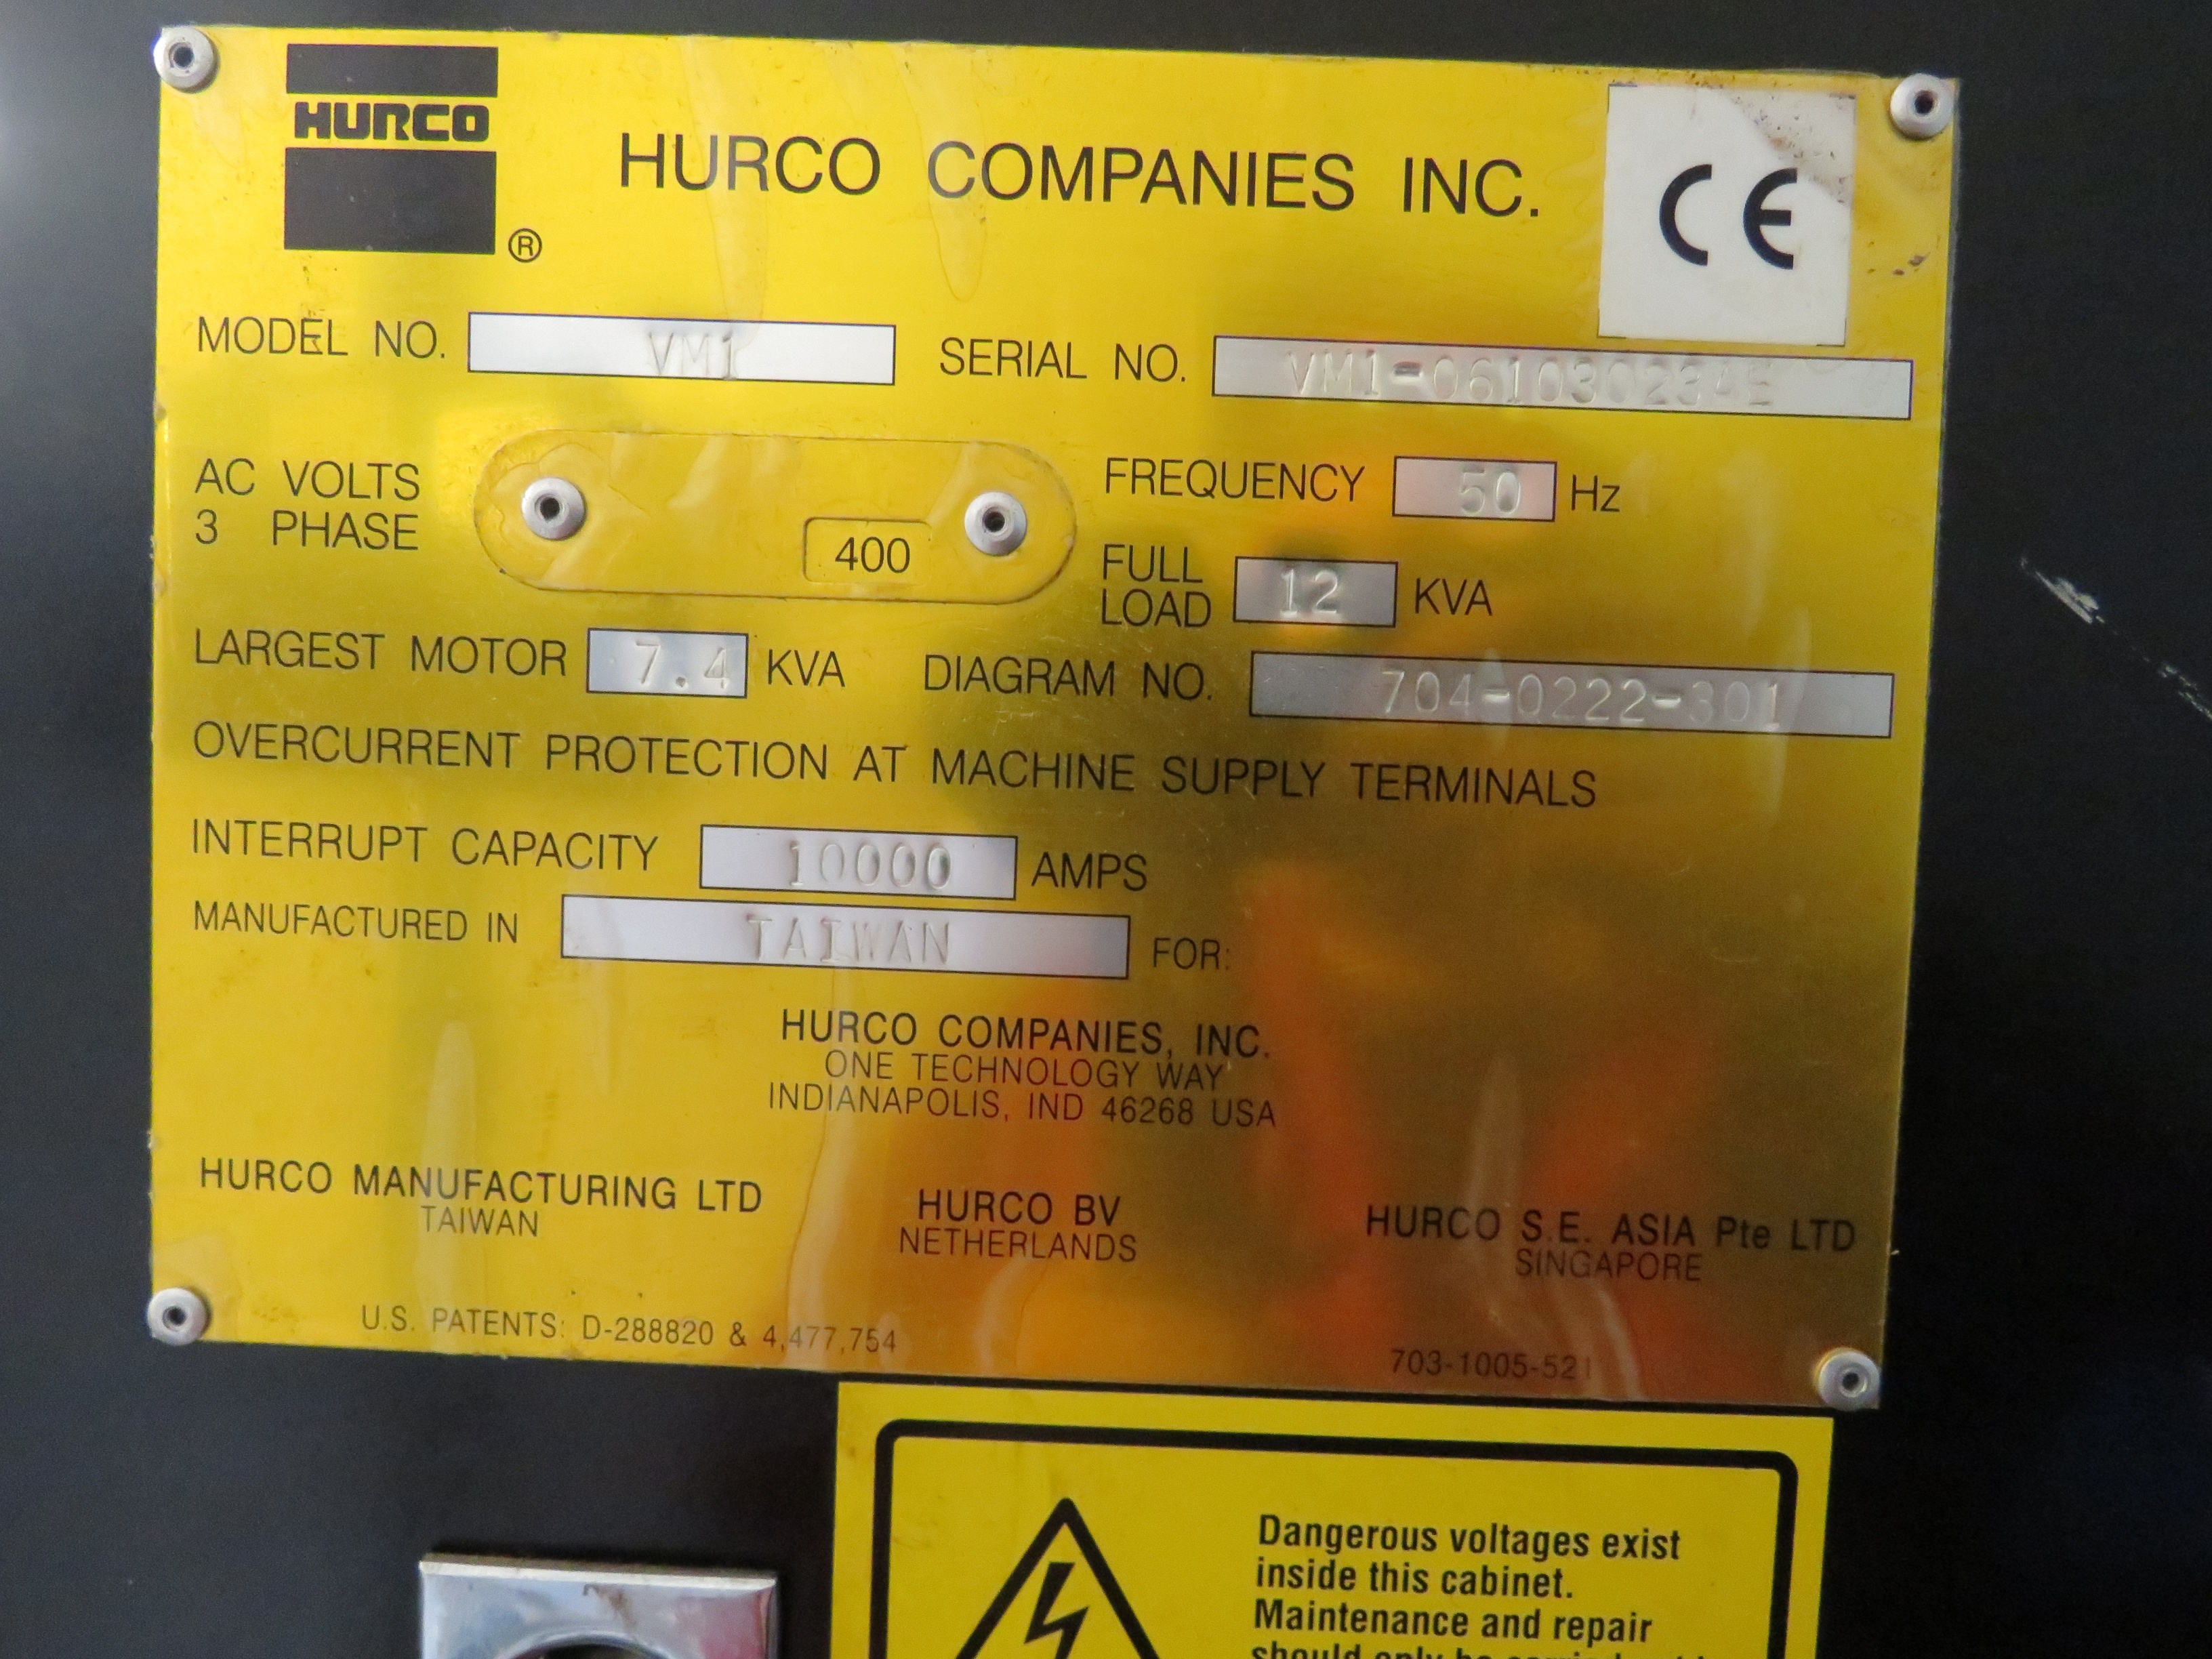 HURCO
®
HURCO COMPANIES INC.
CE
MODEL NO. VM1 SERIAL NO.
AC VOLTS
3 PHASE
400
FREQUENCY 50 Hz
FULL
LOAD 12 KVA
LARGEST MOTOR 7.4 KVA DIAGRAM NO. 704-0222-301
OVERCURRENT PROTECTION AT MACHINE SUPPLY TERMINALS
INTERRUPT CAPACITY 10000 AMPS
MANUFACTURED IN TAIWAN FOR:
HURCO COMPANIES, INC.
ONE TECHNOLOGY WAY
INDIANAPOLIS, IND 46268 USA
HURCO MANUFACTURING LTD
TAIWAN
HURCO BV
NETHERLANDS
HURCO S.E. ASIA Pte LTD
SINGAPORE
U.S. PATENTS: D-288820 & 4,477,754
703-1005-521
Dangerous voltages exist
inside this cabinet.
Maintenance and repair
should only be carried